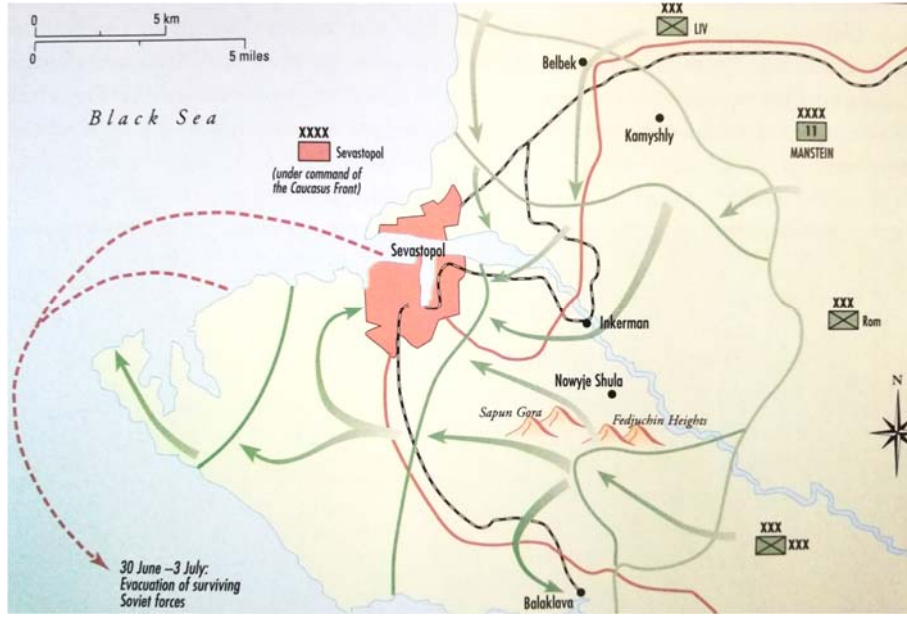 0 5 km
0 5 miles
Black Sea
XXXX
Sevastopol
(under command of
the Caucasus Front)
XXX
LIV
Belbek
Kamyshly
XXXX
11
MANSTEIN
Sevastopol
Inkerman
XXX
Rom
Nowyje Shula
Sapun Gora
Fedjuchin Heights
N
XXX
XXX
30 June –3 July:
Evacuation of surviving
Soviet forces
Balaklava